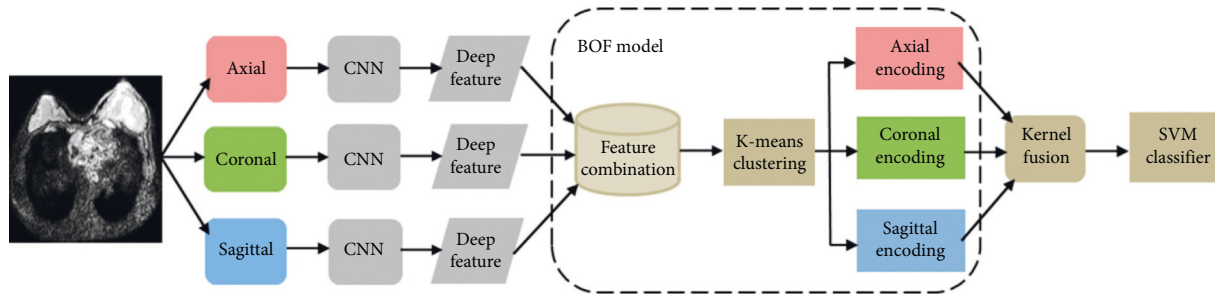 BOF model
Axial
CNN
Deep
feature
Coronal
CNN
Deep
feature
Sagittal
CNN
Deep
feature
Feature
combination
K-means
clustering
Axial
encoding
Coronal
encoding
Sagittal
encoding
Kernel
fusion
SVM
classifier